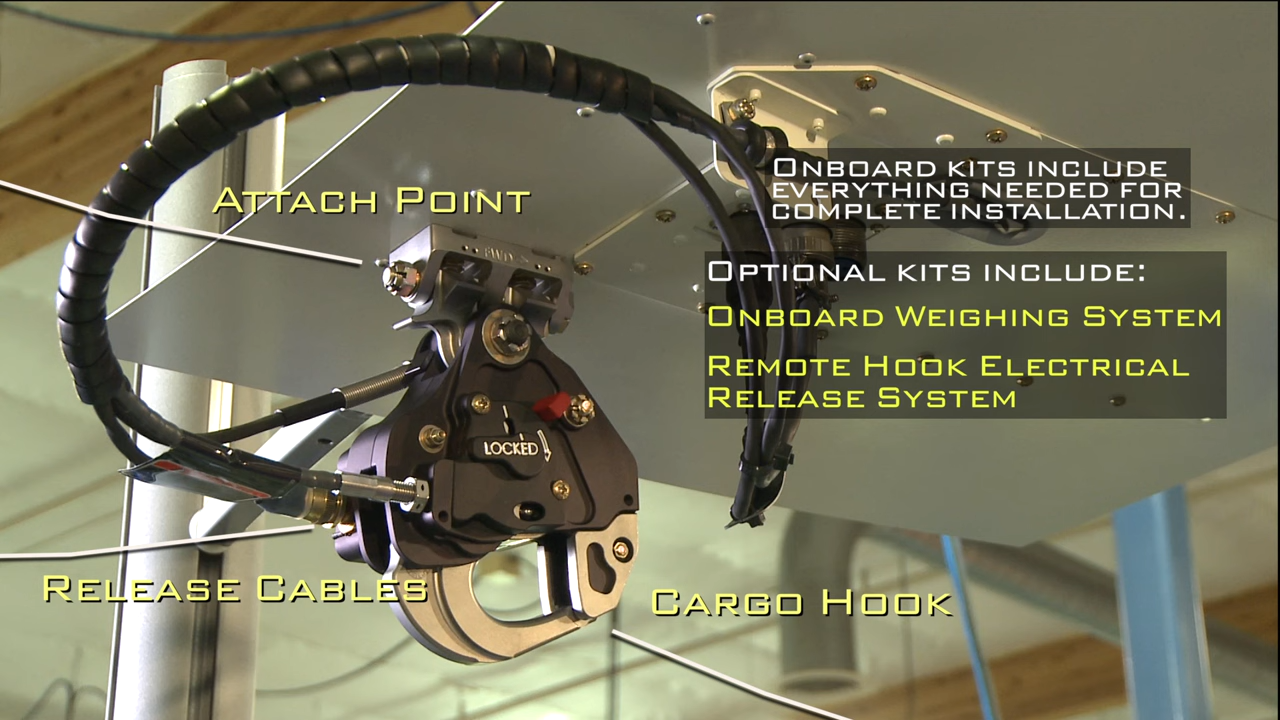 ONBOARD KITS INCLUDE
EVERYTHING NEEDED FOR
COMPLETE INSTALLATION.
ATTACH POINT
FWD
OPTIONAL KITS INCLUDE:
ONBOARD WEIGHING SYSTEM
REMOTE HOOK ELECTRICAL
RELEASE SYSTEM
LOCKED
RELEASE CABLES
CARGO HOOK